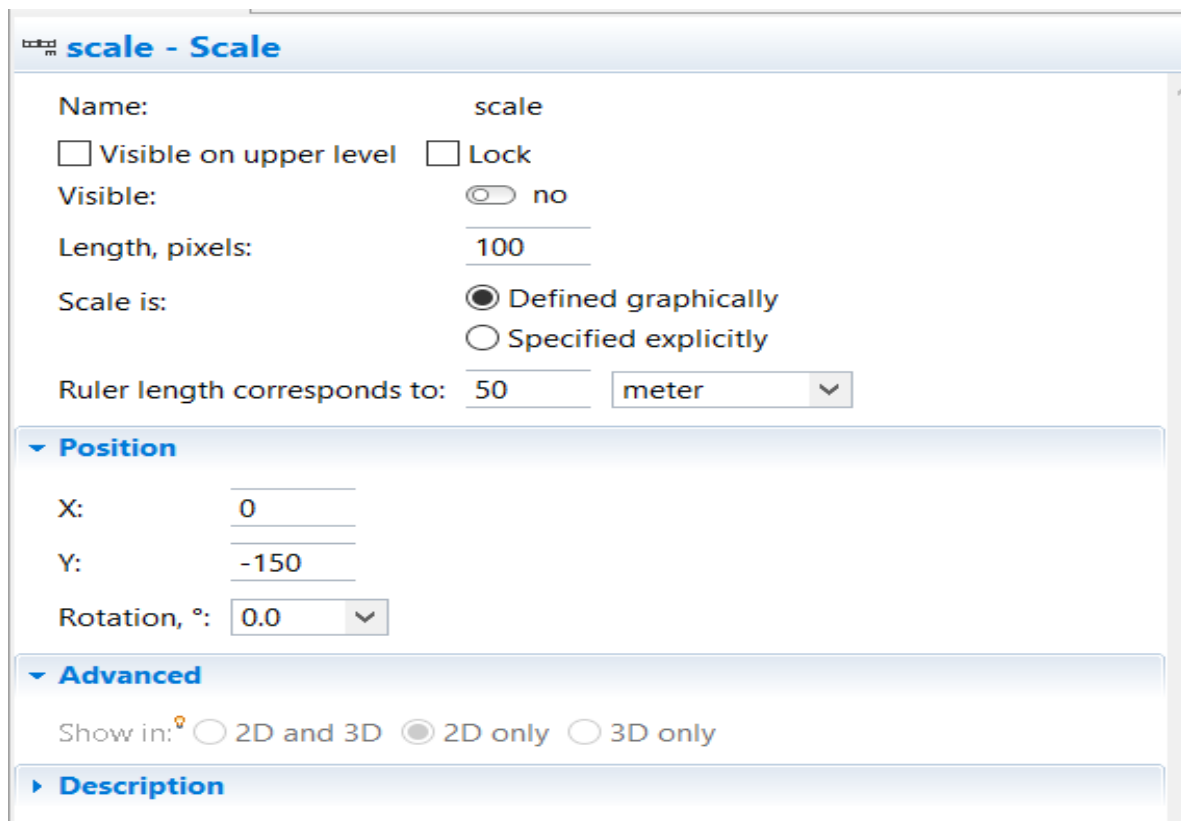 scale - Scale
Name: scale
Visible on upper level Lock
Visible: no
Length, pixels: 100
Scale is: Defined graphically
Specified explicitly
Ruler length corresponds to: 50 meter
Position
X: 0
Y: -150
Rotation, °: 0.0
Advanced
Show in: 2D and 3D 2D only 3D only
Description